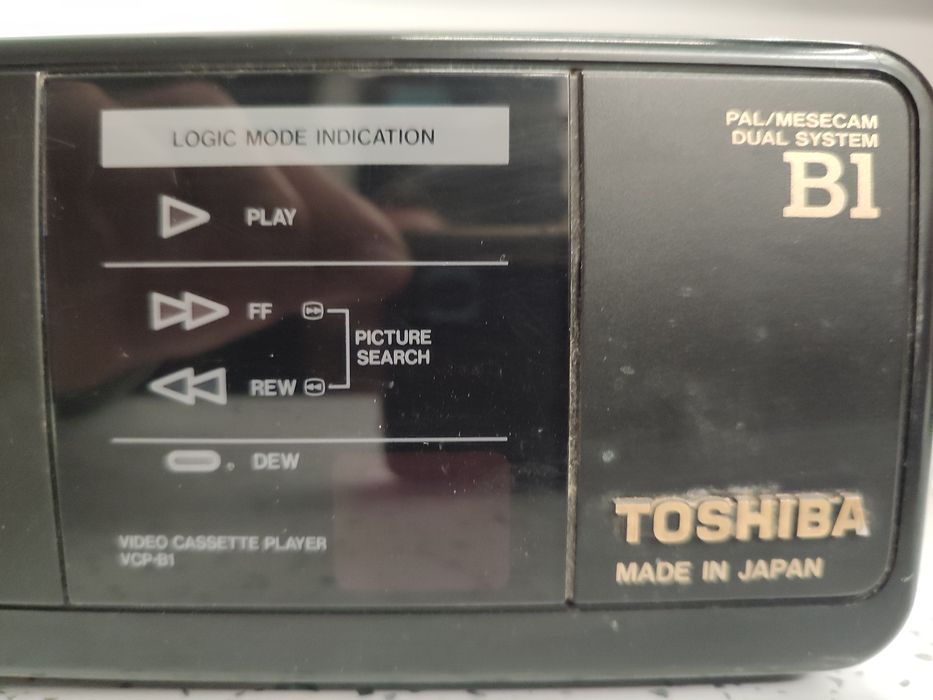 LOGIC MODE INDICATION
PLAY
FF
PICTURE
SEARCH
REW
DEW
VIDEO CASSETTE PLAYER
VCP-B1
PAL/MESECAM
DUAL SYSTEM
B1
TOSHIBA
MADE IN JAPAN